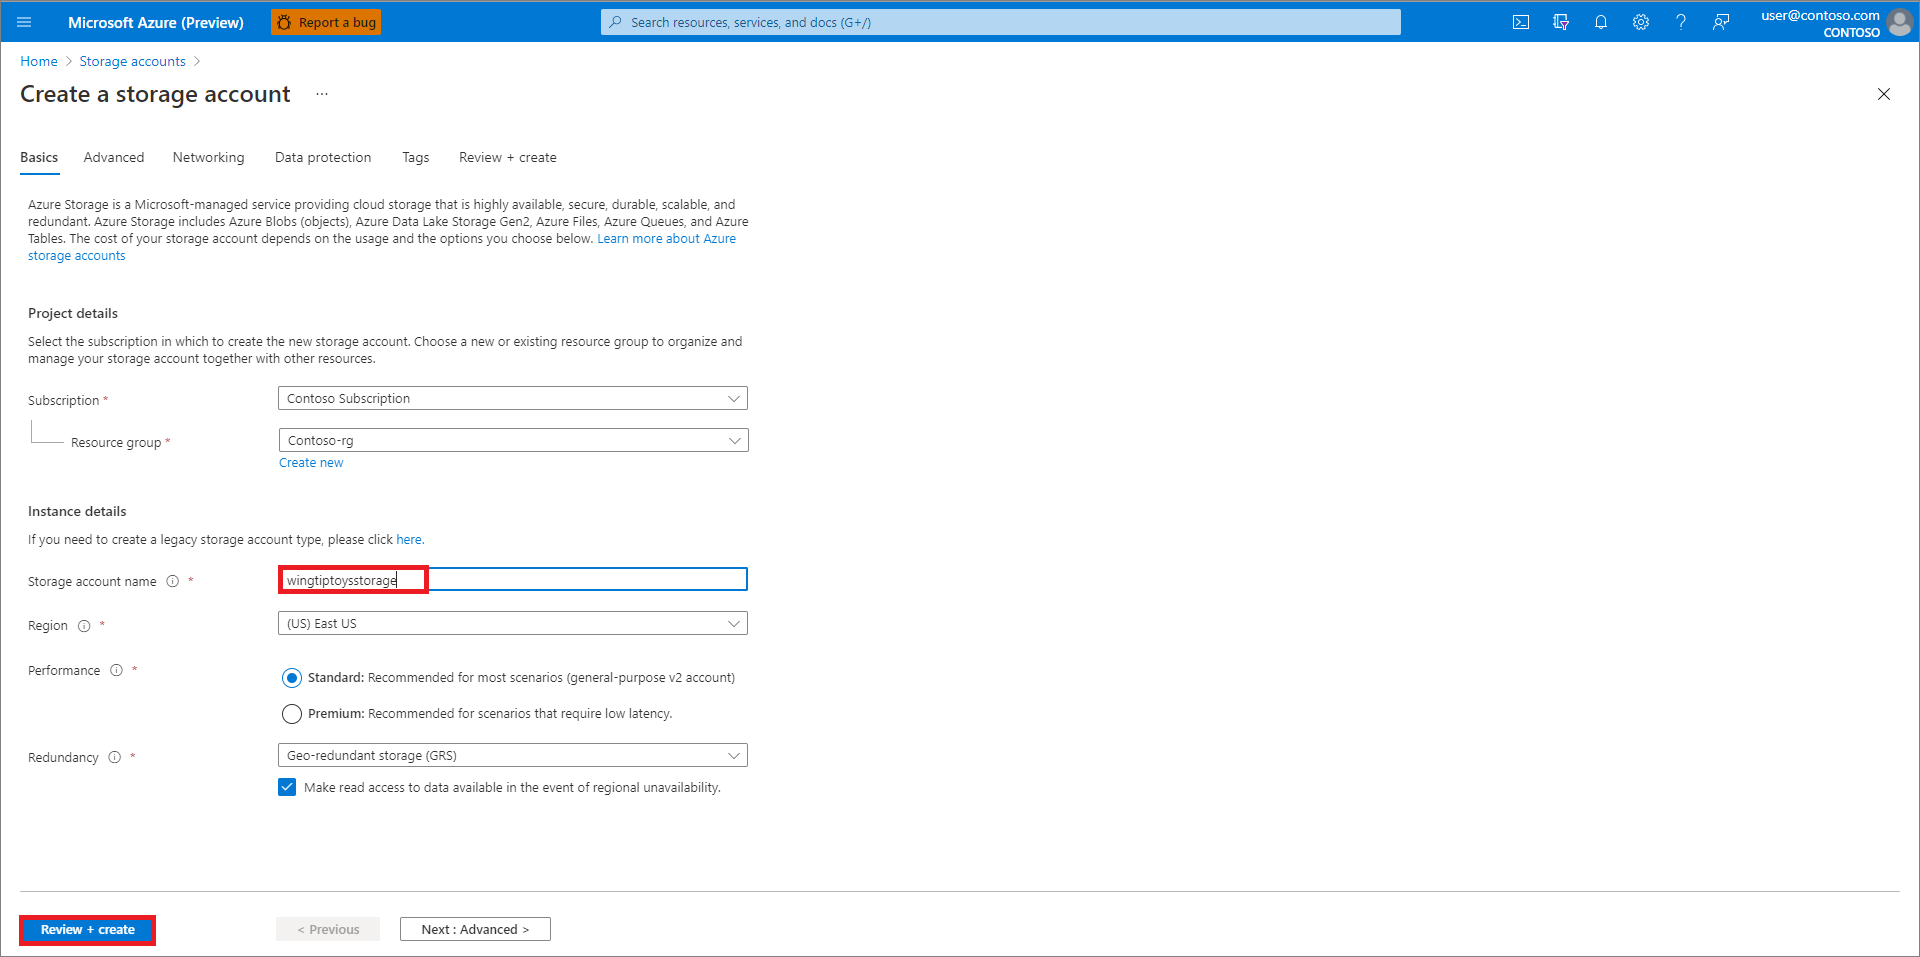 Microsoft Azure (Preview)
Report a bug
Search resources, services, and docs (G+/)
user@contoso.com
CONTOSO
Home > Storage accounts >
Create a storage account ...
Basics
Advanced
Networking
Data protection
Tags
Review + create
Azure Storage is a Microsoft-managed service providing cloud storage that is highly available, secure, durable, scalable, and
redundant. Azure Storage includes Azure Blobs (objects), Azure Data Lake Storage Gen2, Azure Files, Azure Queues, and Azure
Tables. The cost of your storage account depends on the usage and the options you choose below. Learn more about Azure
storage accounts
Project details
Select the subscription in which to create the new storage account. Choose a new or existing resource group to organize and
manage your storage account together with other resources.
Subscription *
Contoso Subscription
Resource group *
Contoso-rg
Create new
Instance details
If you need to create a legacy storage account type, please click here.
Storage account name *
wingtiptoysstorage
Region *
(US) East US
Performance *
Standard: Recommended for most scenarios (general-purpose v2 account)
Premium: Recommended for scenarios that require low latency.
Redundancy *
Geo-redundant storage (GRS)
Make read access to data available in the event of regional unavailability.
Review + create
< Previous
Next : Advanced >